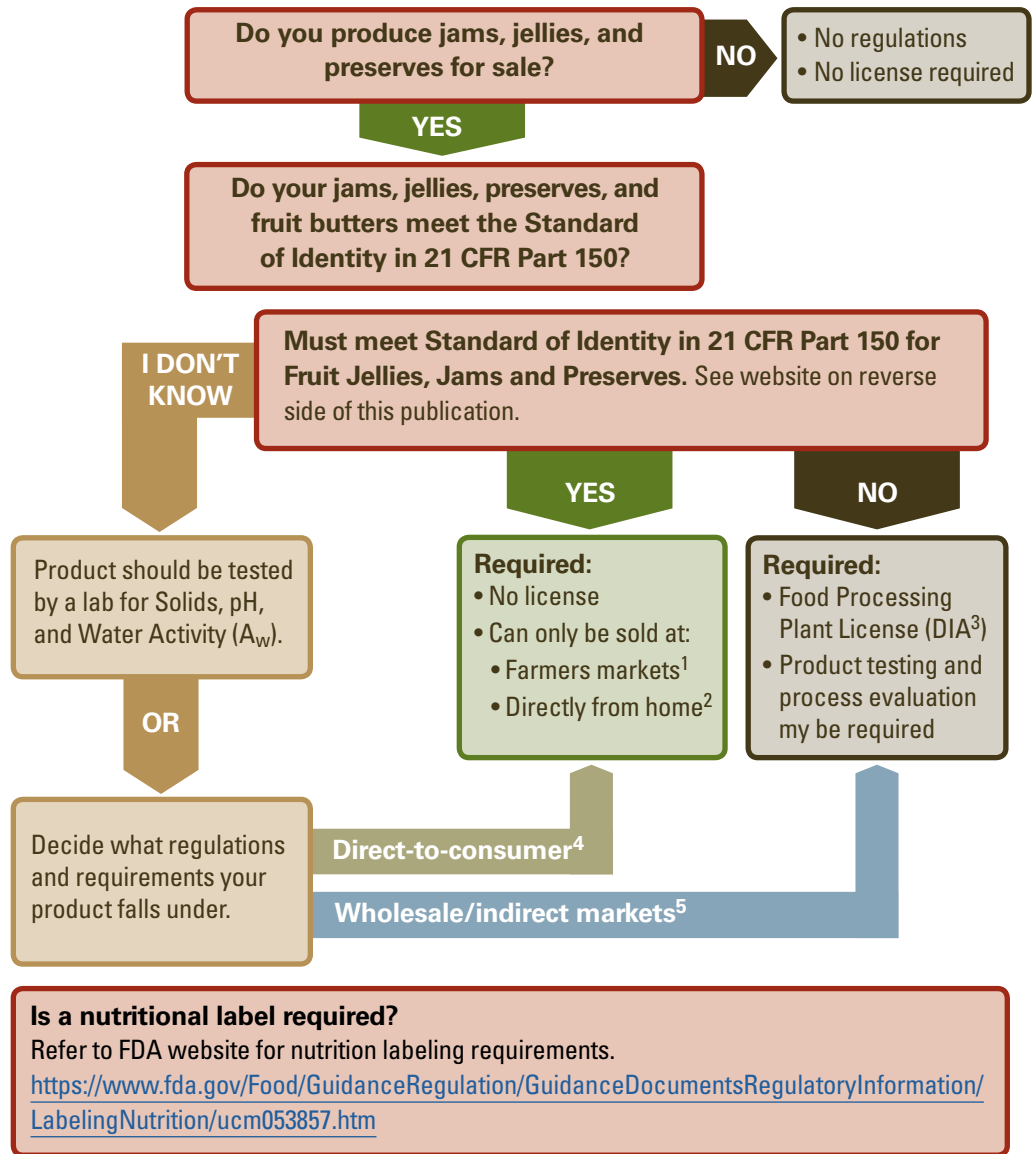 Do you produce jams, jellies, and
preserves for sale?
NO
• No regulations
• No license required
YES
Do your jams, jellies, preserves, and
fruit butters meet the Standard
of Identity in 21 CFR Part 150?
I DON'T
KNOW
Must meet Standard of Identity in 21 CFR Part 150 for
Fruit Jellies, Jams and Preserves. See website on reverse
side of this publication.
YES
NO
Product should be tested
by a lab for Solids, pH,
and Water Activity (Aw).
Required:
• No license
• Can only be sold at:
• Farmers markets1
• Directly from home2
Required:
• Food Processing
Plant License (DIA3)
• Product testing and
process evaluation
my be required
OR
Decide what regulations
and requirements your
product falls under.
Direct-to-consumer4
Wholesale/indirect markets5
Is a nutritional label required?
Refer to FDA website for nutrition labeling requirements.
https://www.fda.gov/Food/GuidanceRegulation/GuidanceDocumentsRegulatoryInformation/
LabelingNutrition/ucm053857.htm